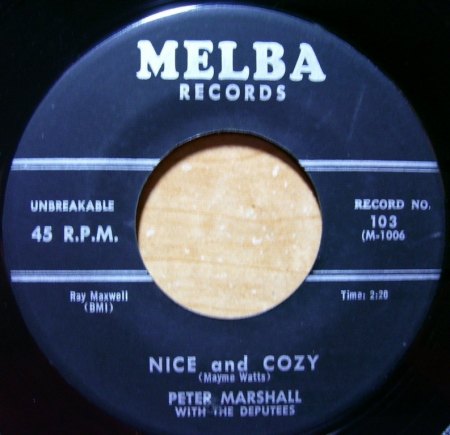 MELBA
RECORDS
UNBREAKABLE
45 R.P.M.
RECORD NO.
103
(M-1006
Ray Maxwell
(BMI)
Time: 2:20
NICE and COZY
(Mayme Watts)
PETER MARSHALL
WITH THE DEPUTEES